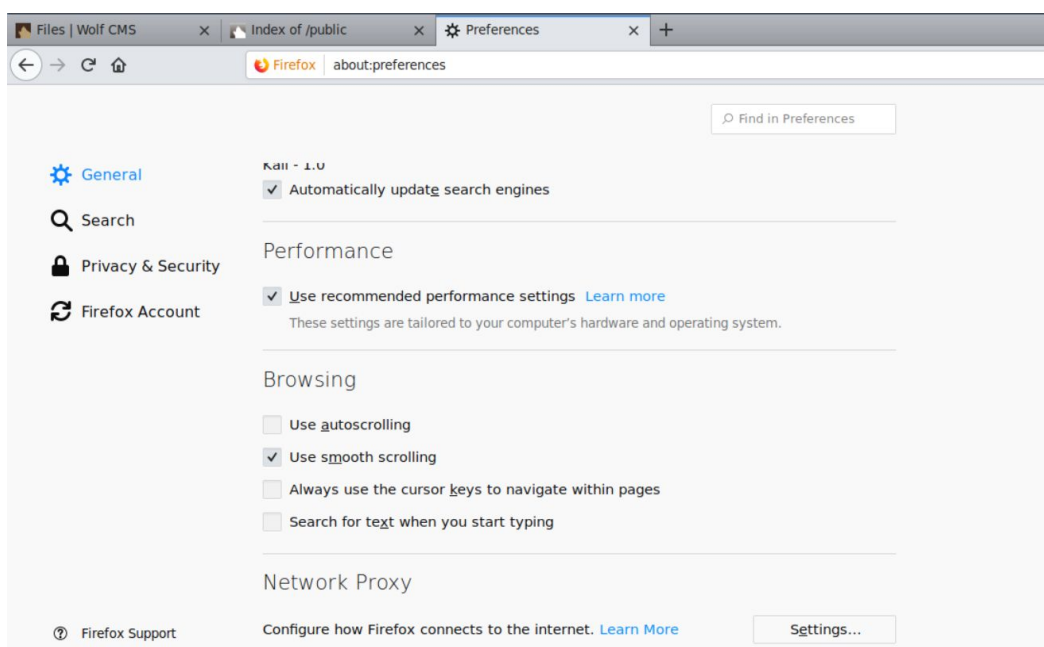 Files | Wolf CMS
Index of /public
Preferences
Firefox about:preferences
Find in Preferences
General
Search
Privacy & Security
Firefox Account
Firefox Support
Kali - 1.0
Automatically update search engines
Performance
Use recommended performance settings Learn more
These settings are tailored to your computer's hardware and operating system.
Browsing
Use autoscrolling
Use smooth scrolling
Always use the cursor keys to navigate within pages
Search for text when you start typing
Network Proxy
Configure how Firefox connects to the internet. Learn More
Settings...